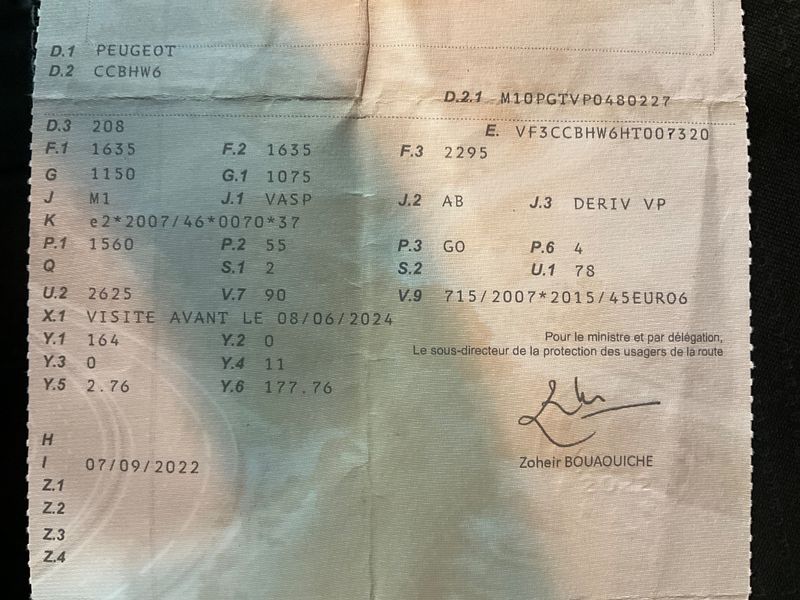 D.1 PEUGEOT
D.2 CCBHW6
D.2.1 M10PGTVP0480227
D.3 208
E. VF3CCBHW6HT007320
F.1 1635 F.2 1635 F.3 2295
G 1150 G.1 1075
J M1 J.1 VASP J.2 AB J.3 DERIV VP
K e2*2007/46*0070*37
P.1 1560 P.2 55 P.3 GO P.6 4
Q S.1 2 S.2 U.1 78
U.2 2625 V.7 90 V.9 715/2007*2015/45EURO6
X.1 VISITE AVANT LE 08/06/2024
Y.1 164 Y.2 0
Y.3 0 Y.4 11
Y.5 2.76 Y.6 177.76
Pour le ministre et par délégation,
Le sous-directeur de la protection des usagers de la route
Zoheir BOUAOUICHE
H
I 07/09/2022
Z.1
Z.2
Z.3
Z.4